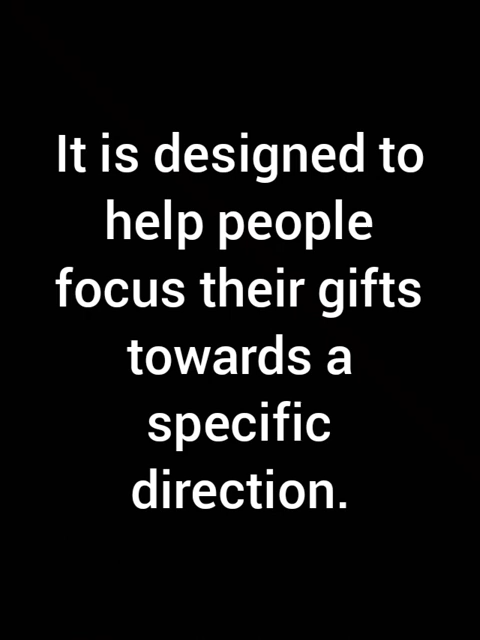 It is designed to
help people
focus their gifts
towards a
specific
direction.